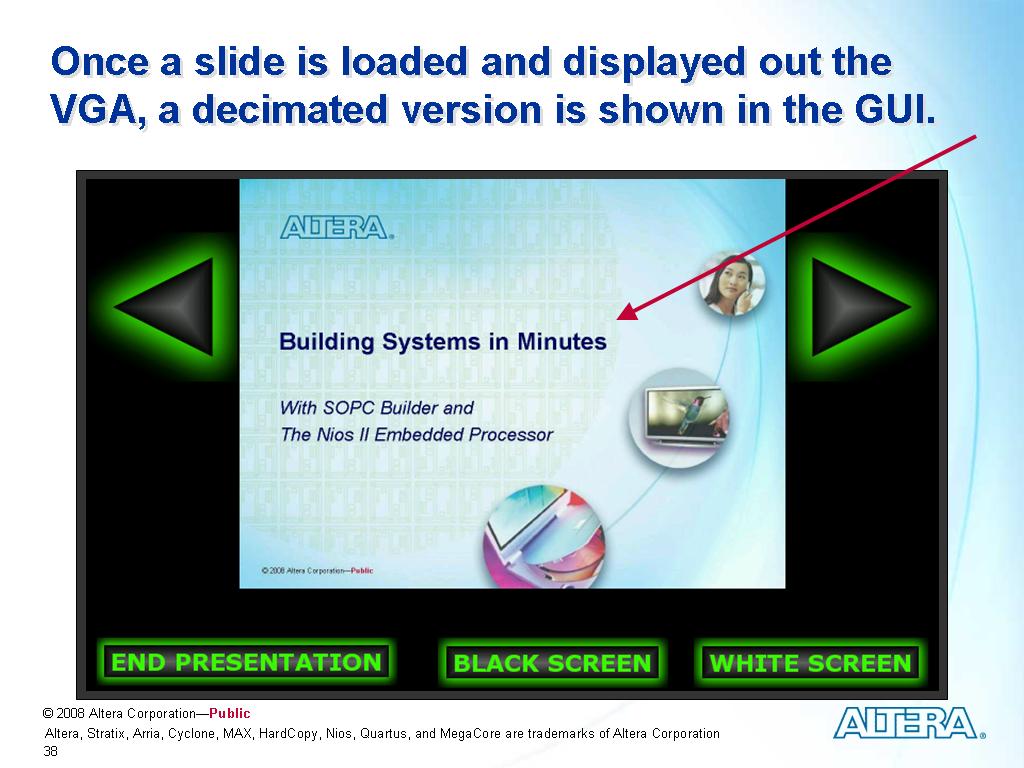 Once a slide is loaded and displayed out the
VGA, a decimated version is shown in the GUI.
ALTERA®
Building Systems in Minutes
With SOPC Builder and
The Nios II Embedded Processor
© 2008 Altera Corporation—Public
END PRESENTATION
BLACK SCREEN
WHITE SCREEN
© 2008 Altera Corporation—Public
Altera, Stratix, Arria, Cyclone, MAX, HardCopy, Nios, Quartus, and MegaCore are trademarks of Altera Corporation
38
ALTERA®